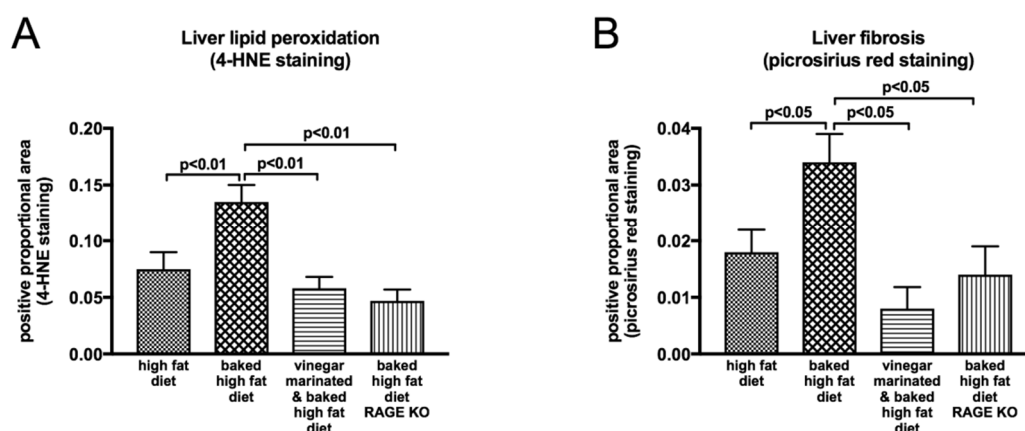 A
Liver lipid peroxidation
(4-HNE staining)
positive proportional area
(4-HNE staining)
0.20
0.15
0.10
0.05
0.00
p<0.01
p<0.01
p<0.01
high fat
diet
baked
high fat
diet
vinegar
marinated
& baked
high fat
diet
baked
high fat
diet
RAGE KO
B
Liver fibrosis
(picrosirius red staining)
positive proportional area
(picrosirius red staining)
0.04
0.03
0.02
0.01
0.00
p<0.05
p<0.05
p<0.05
high fat
diet
baked
high fat
diet
vinegar
marinated
& baked
high fat
diet
baked
high fat
diet
RAGE KO